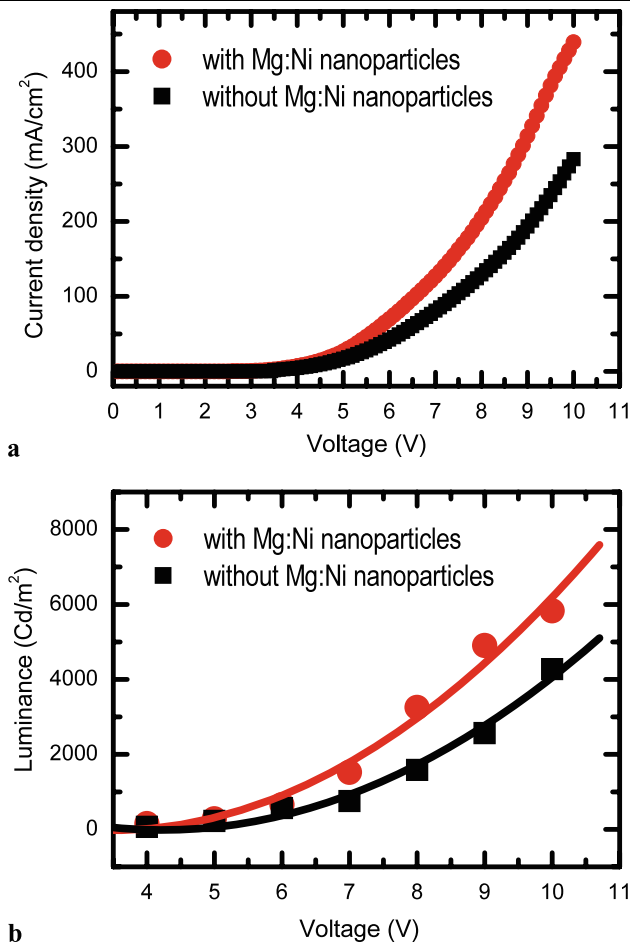 with Mg:Ni nanoparticles
without Mg:Ni nanoparticles
Current density (mA/cm²)
400
300
200
100
0
0 1 2 3 4 5 6 7 8 9 10 11
Voltage (V)
a
with Mg:Ni nanoparticles
without Mg:Ni nanoparticles
Luminance (Cd/m²)
8000
6000
4000
2000
0
4 5 6 7 8 9 10 11
Voltage (V)
b